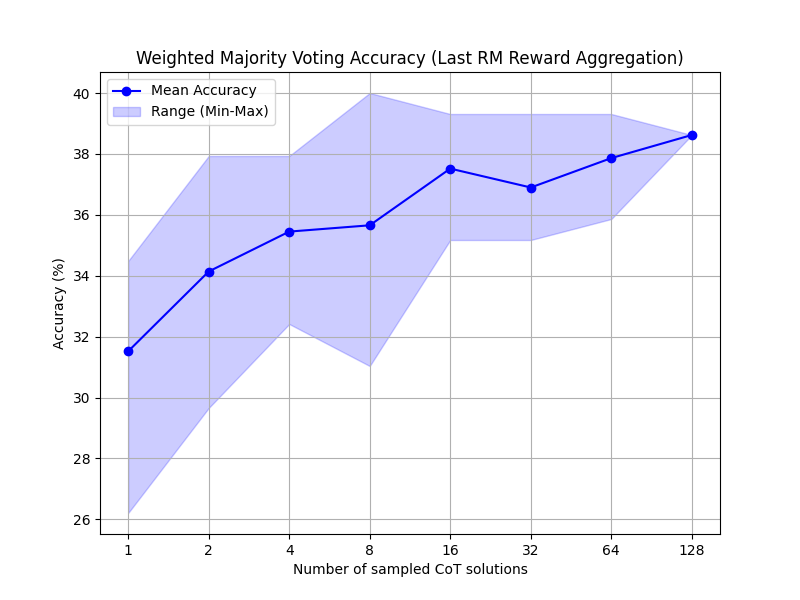 Weighted Majority Voting Accuracy (Last RM Reward Aggregation)
Mean Accuracy
Range (Min-Max)
40
38
36
34
32
30
28
26
Accuracy (%)
1 2 4 8 16 32 64 128
Number of sampled CoT solutions